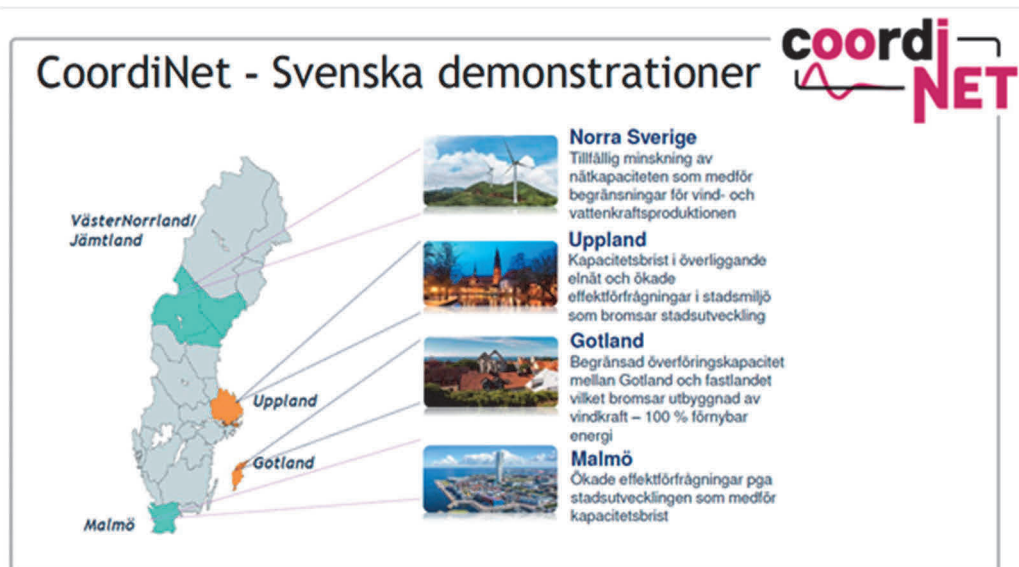 coordi
NET
CoordiNet - Svenska demonstrationer
VästerNorrland/
Jämtland
Uppland
Gotland
Malmö
Norra Sverige
Tillfällig minskning av
nätkapaciteten som medför
begränsningar för vind- och
vattenkraftsproduktionen
Uppland
Kapacitetsbrist i överliggande
elnät och ökade
effektförfrågningar i stadsmiljö
som bromsar stadsutveckling
Gotland
Begränsad överföringskapacitet
mellan Gotland och fastlandet
vilket bromsar utbyggnad av
vindkraft – 100 % förnybar
energi
Malmö
Ökade effektförfrågningar pga
stadsutvecklingen som medför
kapacitetsbrist